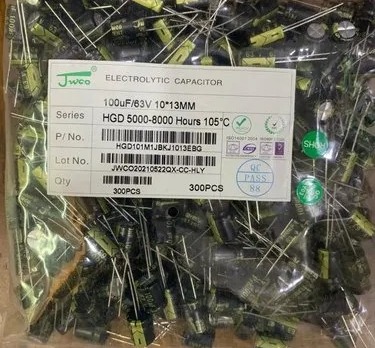 Jwco
ELECTROLYTIC CAPACITOR
100uF/63V 10*13MM
Series HGD 5000-8000 Hours 105℃
P/ No.
HGD101M1JBKJ1013EBG
Lot No.
JWCO20210522QX-CC-HLY
Qty
300PCS 300PCS
QC
PASS
88